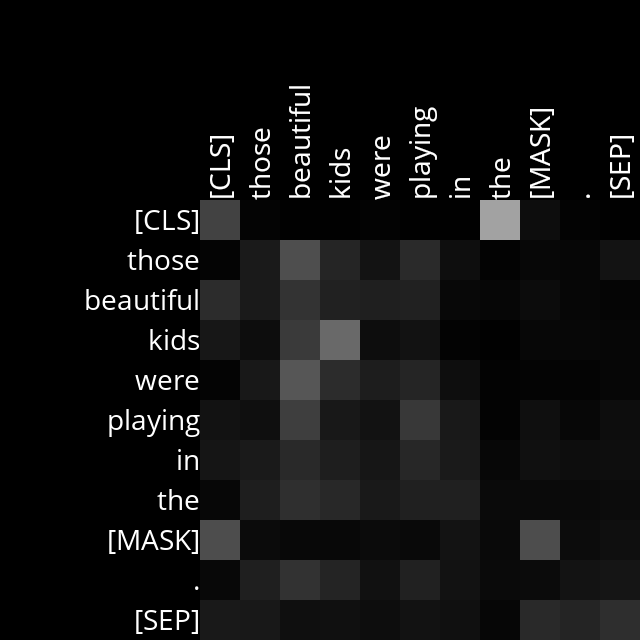 [CLS] those beautiful kids were playing in the [MASK] . [SEP]
[CLS]
those
beautiful
kids
were
playing
in
the
[MASK]
.
[SEP]